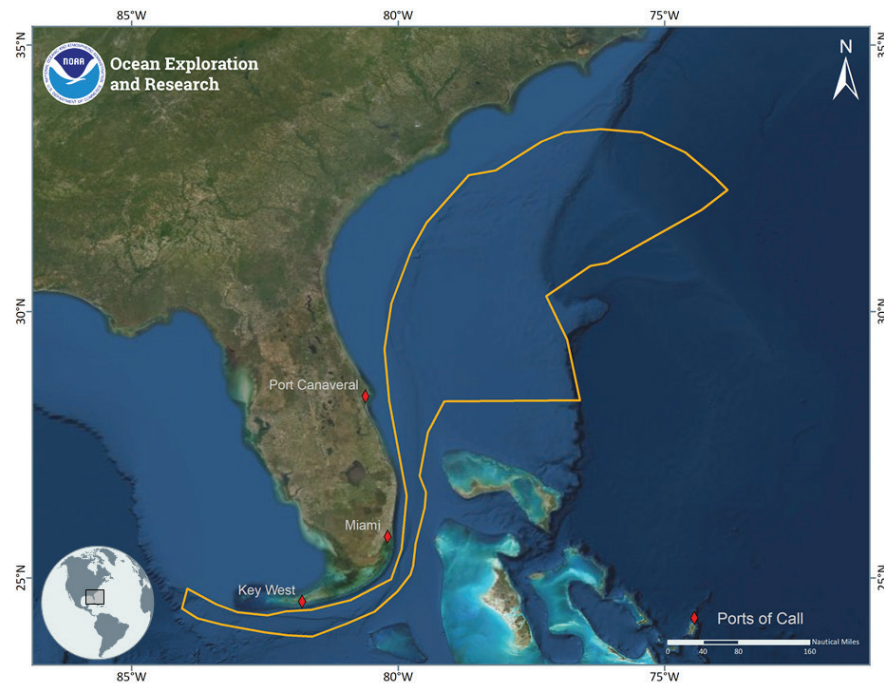 85°W 80°W 75°W
35°N 35°N
NOAA
Ocean Exploration
and Research
N
30°N 30°N
Port Canaveral
Miami
25°N 25°N
Key West
Ports of Call
Nautical Miles
0 40 80 160
85°W 80°W 75°W